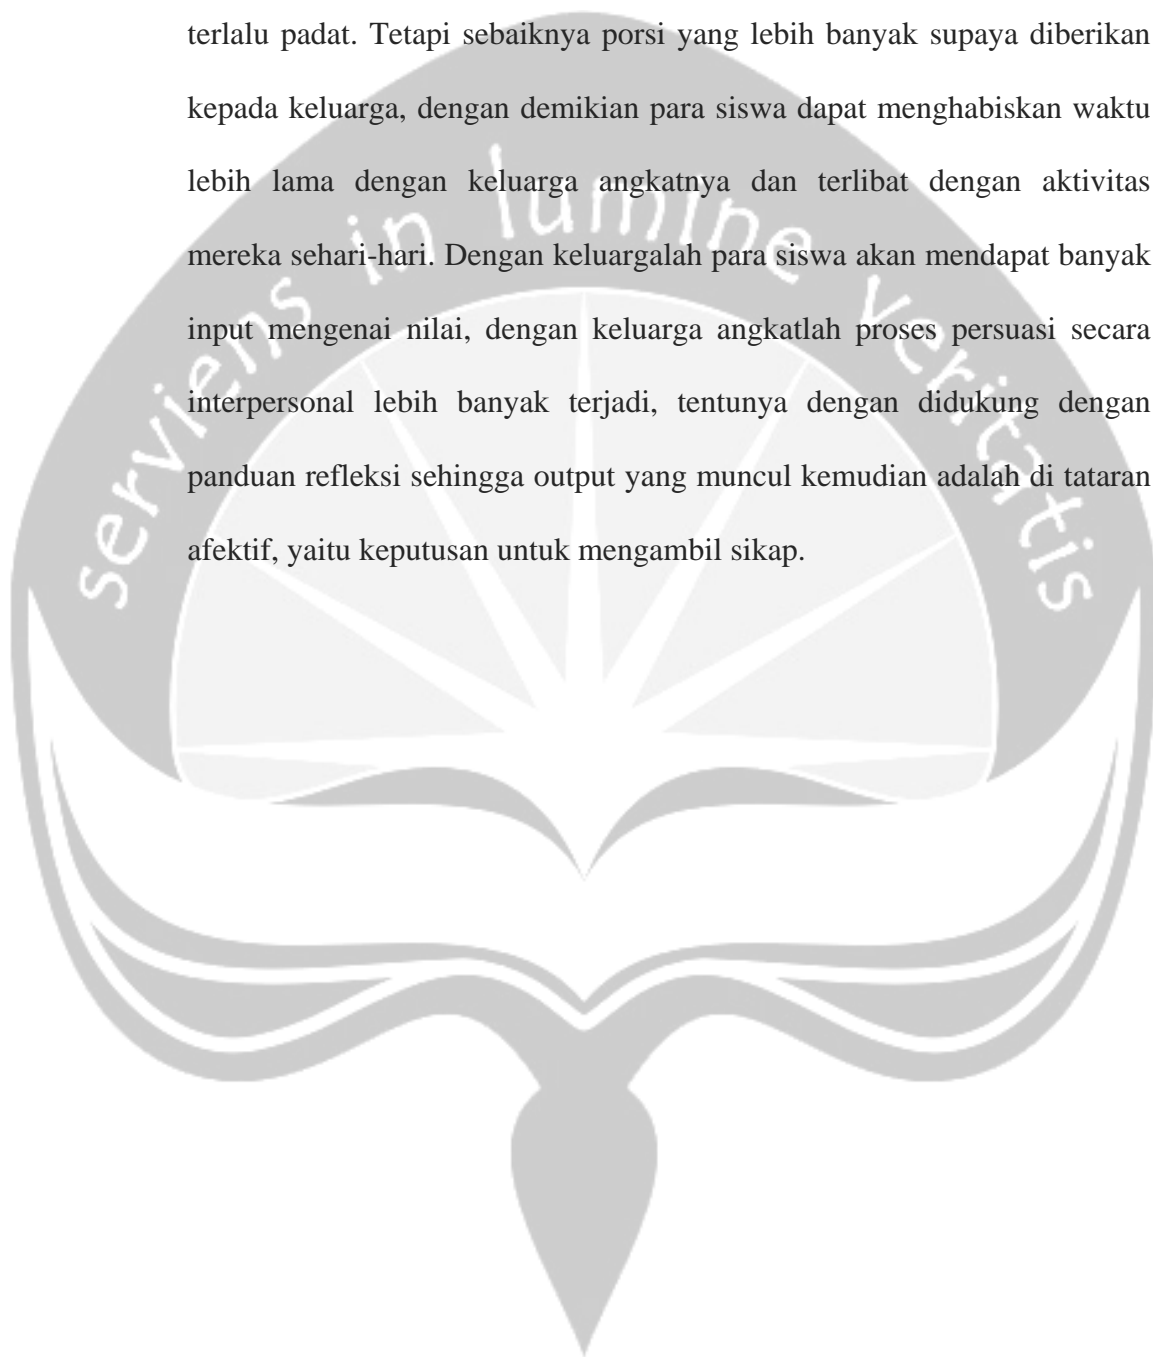 terlalu padat. Tetapi sebaiknya porsi yang lebih banyak supaya diberikan
kepada keluarga, dengan demikian para siswa dapat menghabiskan waktu
lebih lama dengan keluarga angkatnya dan terlibat dengan aktivitas
mereka sehari-hari. Dengan keluargalah para siswa akan mendapat banyak
input mengenai nilai, dengan keluarga angkatlah proses persuasi secara
interpersonal lebih banyak terjadi, tentunya dengan didukung dengan
panduan refleksi sehingga output yang muncul kemudian adalah di tataran
afektif, yaitu keputusan untuk mengambil sikap.
serviens in lumine veritatis